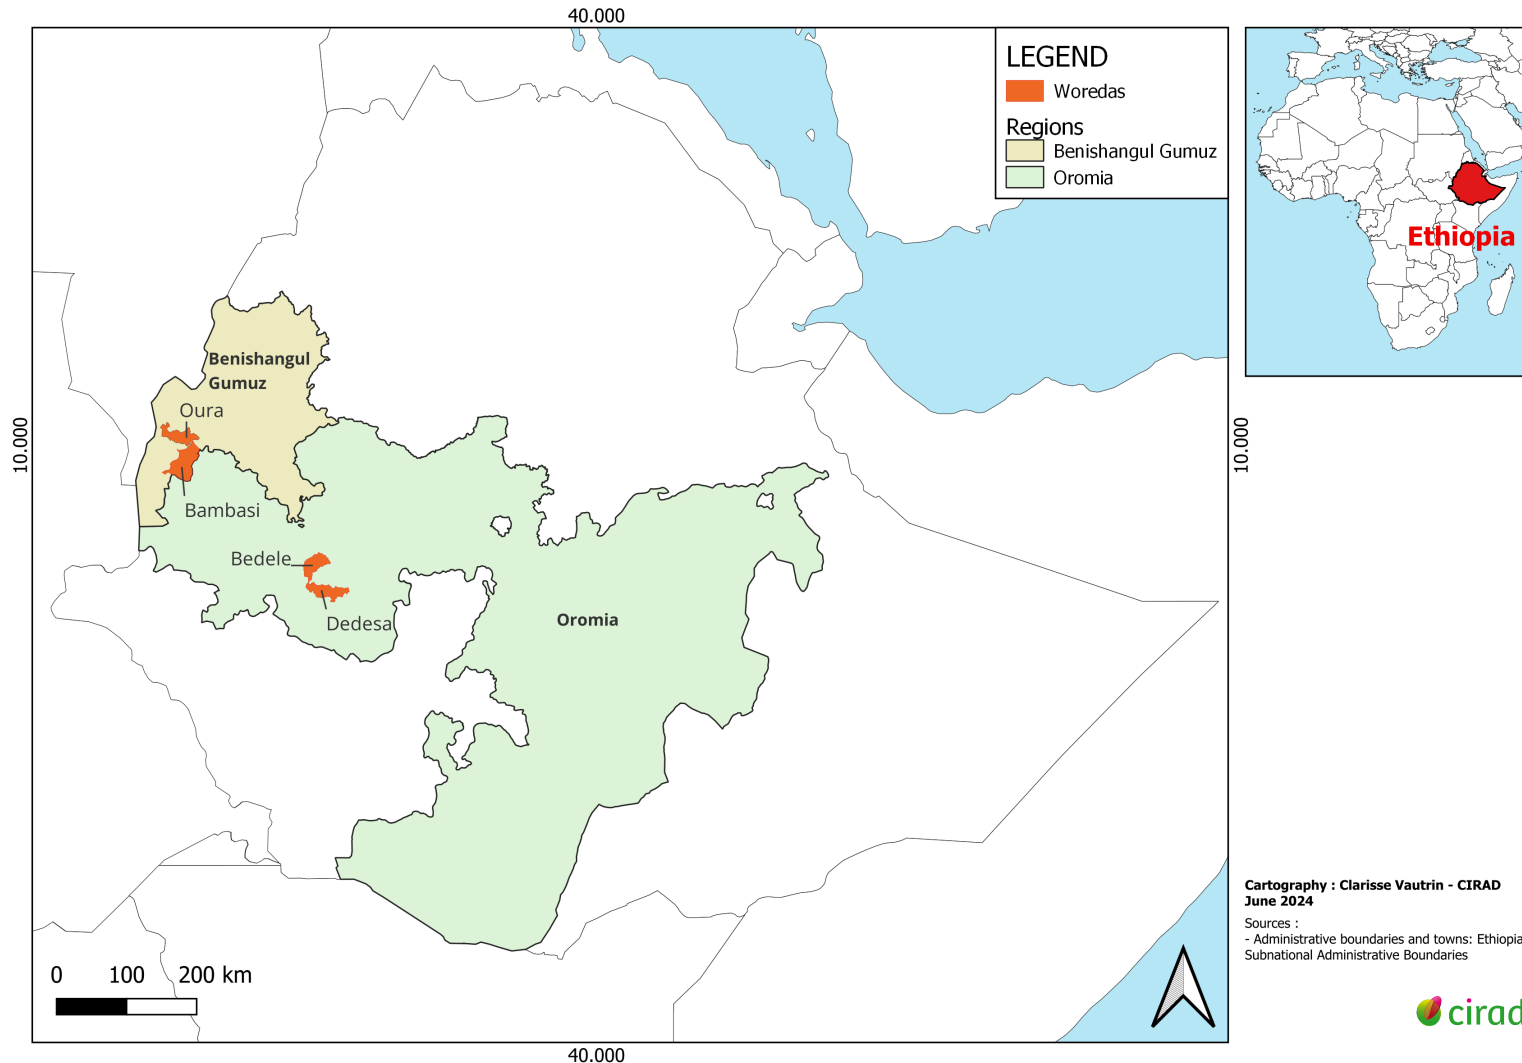 40.000
LEGEND
Woredas
Regions
Benishangul Gumuz
Oromia
Ethiopia
Benishangul
Gumuz
Oura
10.000
10.000
Bambasi
Bedele
Dedesa
Oromia
Cartography : Clarisse Vautrin - CIRAD
June 2024
Sources :
- Administrative boundaries and towns: Ethiopia
Subnational Administrative Boundaries
0 100 200 km
cirad
40.000